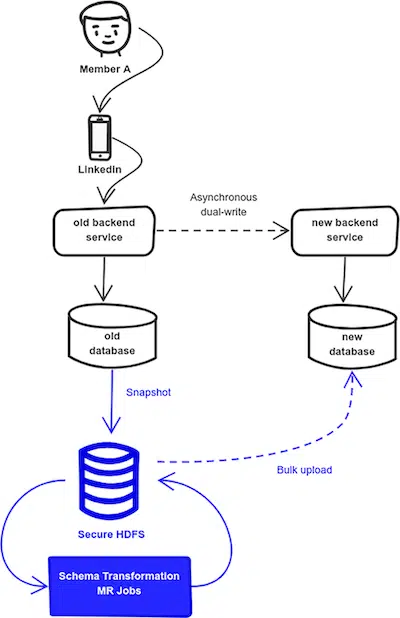 Member A
LinkedIn
Asynchronous
dual-write
old backend
service
new backend
service
old
database
new
database
Snapshot
Bulk upload
Secure HDFS
Schema Transformation
MR Jobs